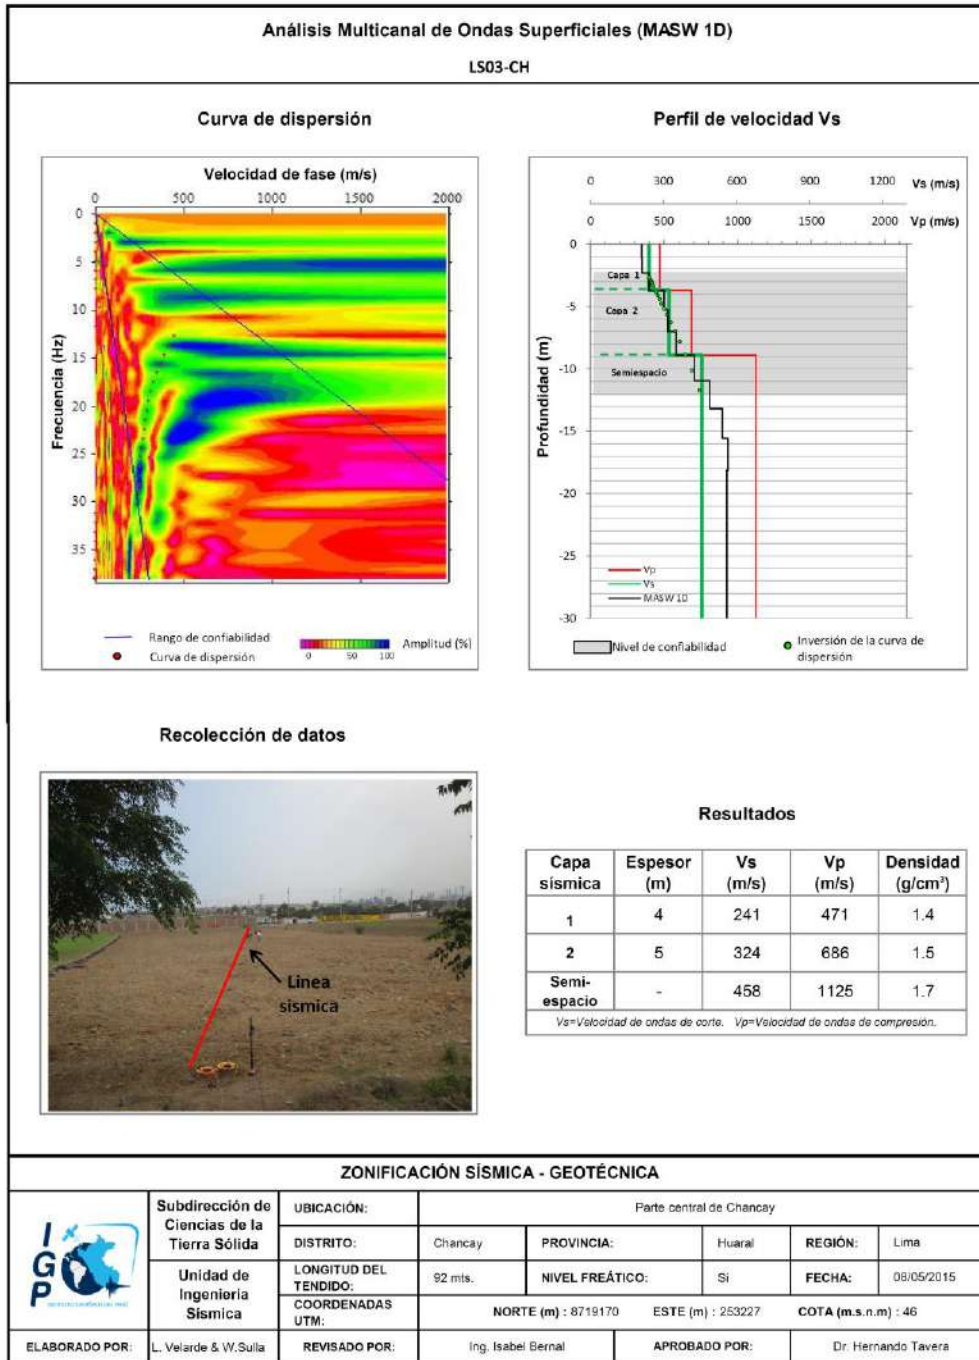 Análisis Multicanal de Ondas Superficiales (MASW 1D)
LS03-CH
Curva de dispersión
Velocidad de fase (m/s)
0 500 1000 1500 2000
Frecuencia (Hz)
0
5
10
15
20
25
30
35
Rango de confiabilidad
Curva de dispersión
0 50 100 Amplitud (%)
Perfil de velocidad Vs
0 300 600 900 1200 Vs (m/s)
0 500 1000 1500 2000 Vp (m/s)
Profundidad (m)
0
-5
-10
-15
-20
-25
-30
Capa 1
Capa 2
Semiespacio
Vp
Vs
MASW 1D
Nivel de confiabilidad
Inversión de la curva de
dispersión
Recolección de datos
Linea
sismica
Resultados
Capa sísmica Espesor (m) Vs (m/s) Vp (m/s) Densidad (g/cm³)
1 4 241 471 1.4
2 5 324 686 1.5
Semi-espacio - 458 1125 1.7
Vs=Velocidad de ondas de corte. Vp=Velocidad de ondas de compresión.
ZONIFICACIÓN SÍSMICA - GEOTÉCNICA
IGP
Subdirección de
Ciencias de la
Tierra Sólida
Unidad de
Ingeniería
Sísmica
UBICACIÓN: Parte central de Chancay
DISTRITO: Chancay PROVINCIA: Huaral REGIÓN: Lima
LONGITUD DEL TENDIDO: 92 mts. NIVEL FREÁTICO: Si FECHA: 08/05/2015
COORDENADAS UTM: NORTE (m) : 8719170 ESTE (m) : 253227 COTA (m.s.n.m) : 46
ELABORADO POR: L. Velarde & W.Sulla REVISADO POR: Ing. Isabel Bernal APROBADO POR: Dr. Hernando Tavera